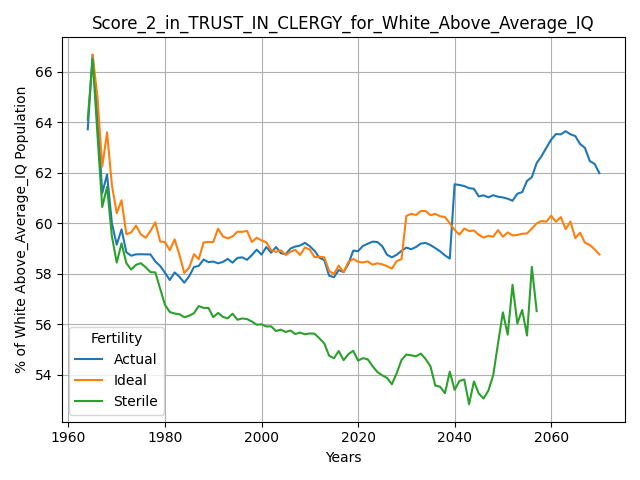 Score_2_in_TRUST_IN_CLERGY_for_White_Above_Average_IQ
% of White Above_Average_IQ Population
66
64
62
60
58
56
54
Fertility
Actual
Ideal
Sterile
1960
1980
2000
2020
2040
2060
Years